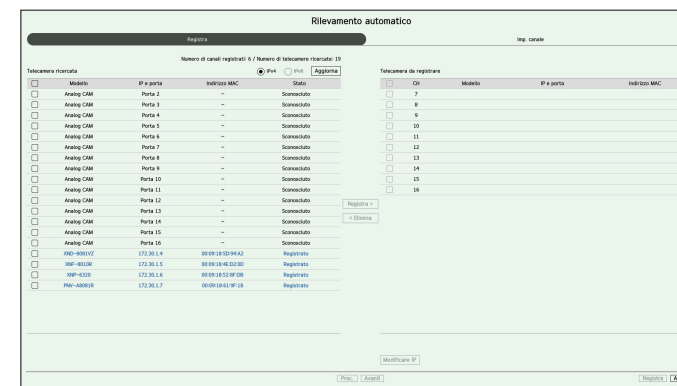 Rilevamento automatico
Registra
Imp. canale
Numero di canali registrati: 6 / Numero di telecamere ricercate: 19
Telecamera ricercata
IPv4 IPv6 Aggiorna
Telecamera da registrare
Modello IP e porta Indirizzo MAC Stato
CH Modello IP e porta Indirizzo MAC
Analog CAM Porta 2 – Sconosciuto
7
Analog CAM Porta 3 – Sconosciuto
8
Analog CAM Porta 4 – Sconosciuto
9
Analog CAM Porta 5 – Sconosciuto
10
Analog CAM Porta 6 – Sconosciuto
11
Analog CAM Porta 7 – Sconosciuto
12
Analog CAM Porta 8 – Sconosciuto
13
Analog CAM Porta 9 – Sconosciuto
14
Analog CAM Porta 10 – Sconosciuto
15
Analog CAM Porta 11 – Sconosciuto
16
Analog CAM Porta 12 – Sconosciuto
Analog CAM Porta 13 – Sconosciuto
Analog CAM Porta 14 – Sconosciuto
Analog CAM Porta 15 – Sconosciuto
Analog CAM Porta 16 – Sconosciuto
XND-8081VZ 172.30.1.4 00:09:18:5D:94:A2 Registrato
XNF-8010R 172.30.1.5 00:09:18:4E:D2:BD Registrato
XNP-6320 172.30.1.6 00:09:18:52:8F:DB Registrato
PNV-A8081R 172.30.1.7 00:09:18:61:9F:18 Registrato
Registra >
< Elimina
Modificare IP
Prec. Avanti
Registra